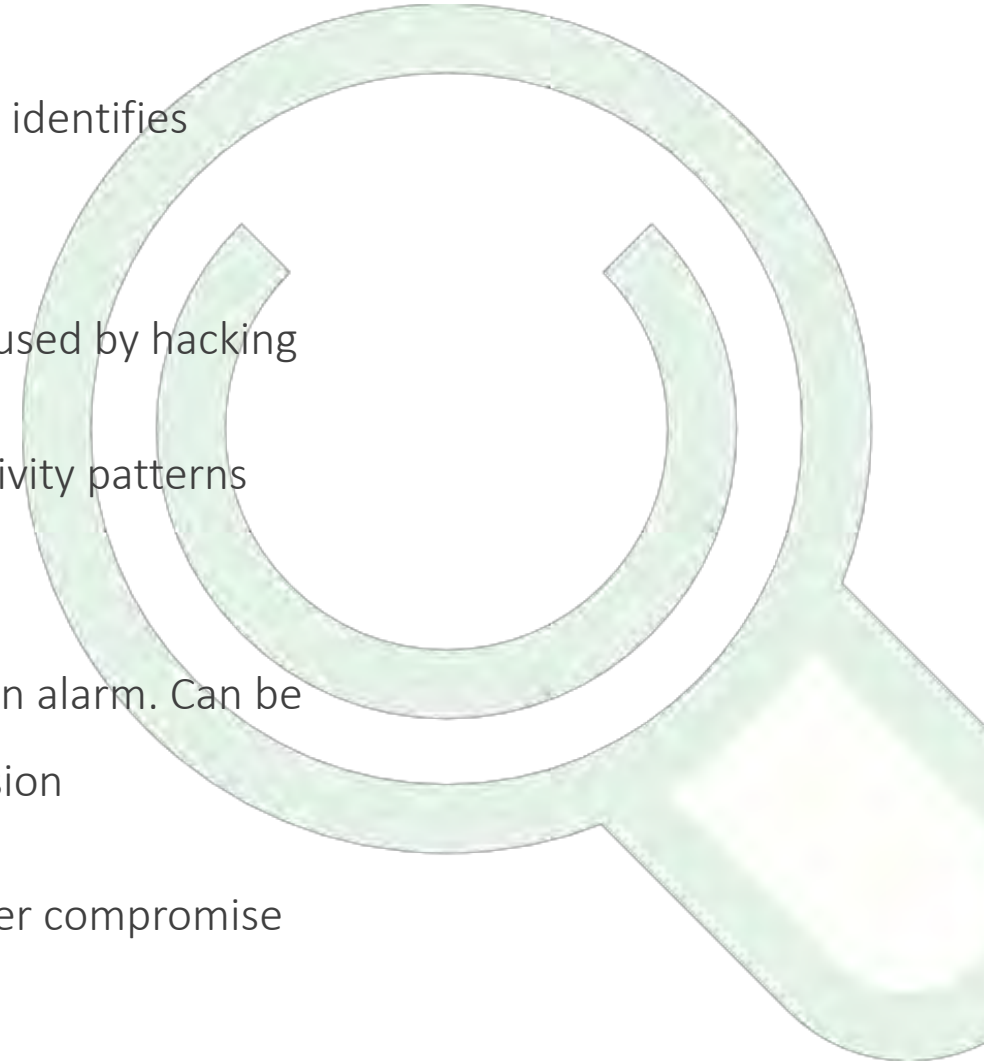 identifies
used by hacking
ivity patterns
n alarm. Can be
sion
er compromise